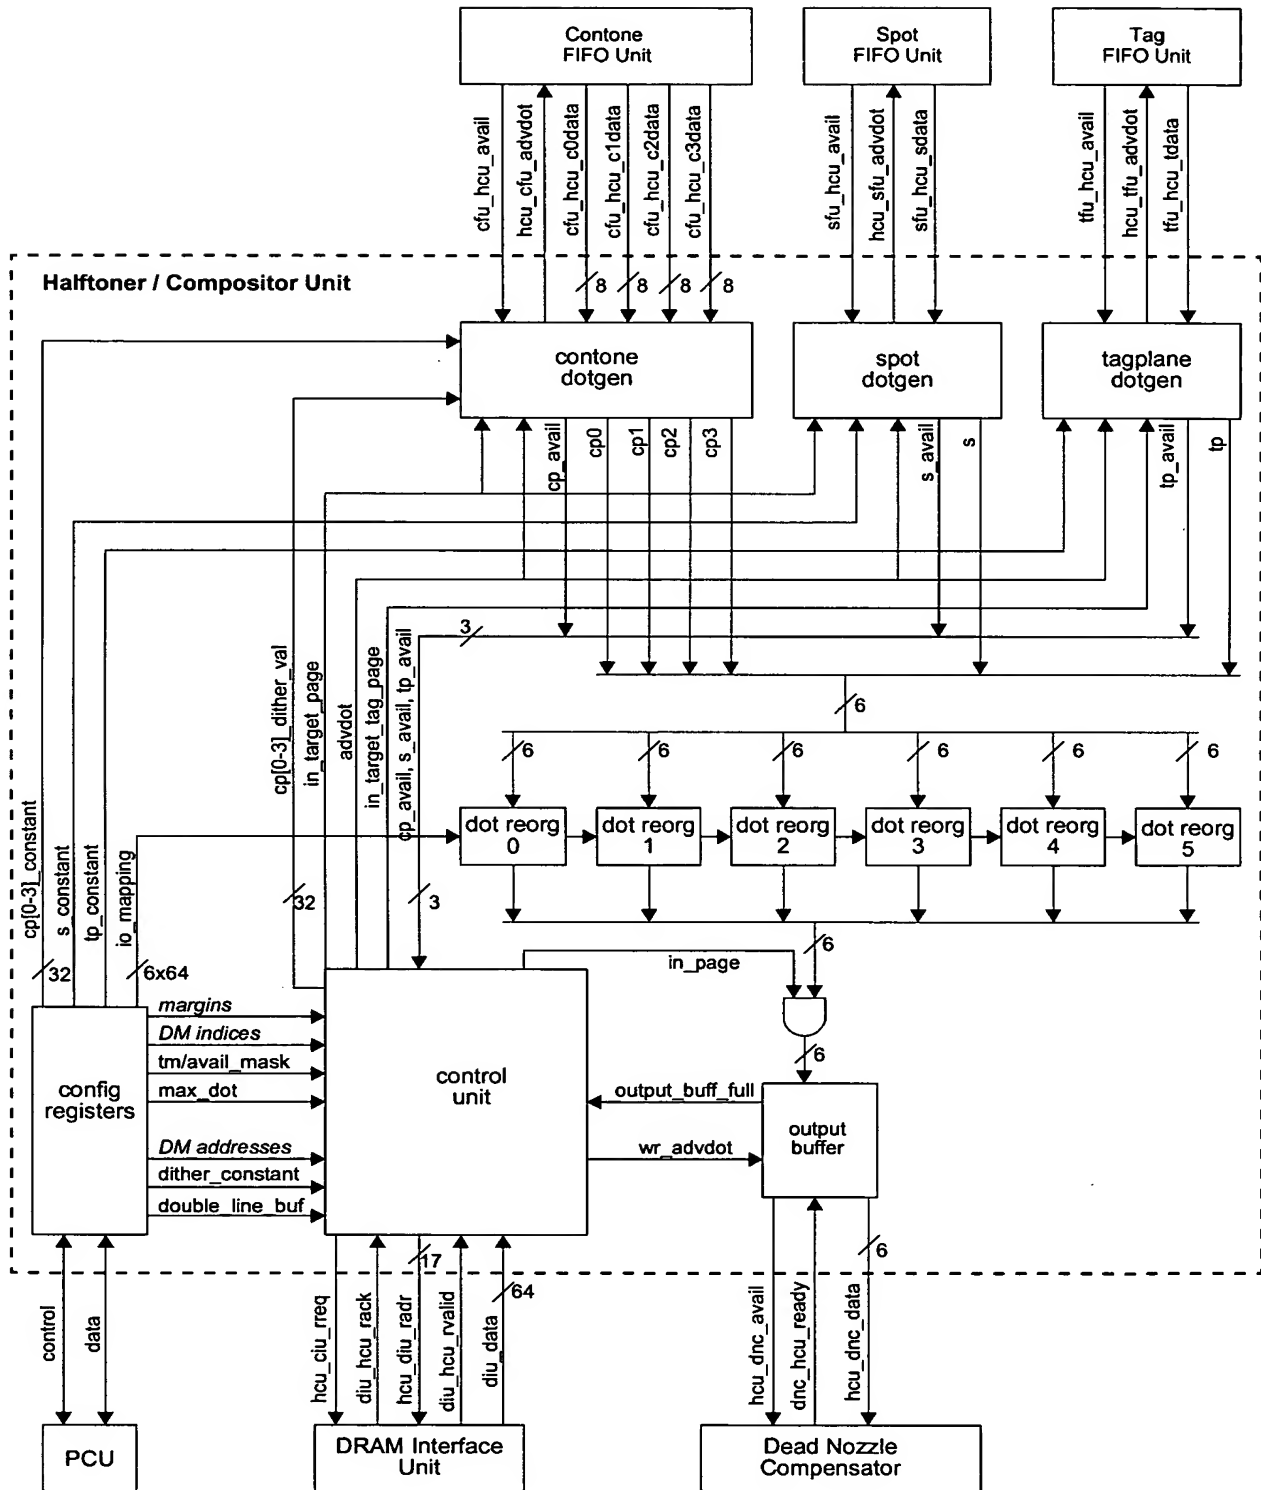 Contone
FIFO Unit
Spot
FIFO Unit
Tag
FIFO Unit
cfu_hcu_avail
hcu_cfu_advdot
cfu_hcu_c0data
cfu_hcu_c1data
cfu_hcu_c2data
cfu_hcu_c3data
sfu_hcu_avail
hcu_sfu_advdot
sfu_hcu_sdata
tfu_hcu_avail
hcu_tfu_advdot
tfu_hcu_tdata
Halftoner / Compositor Unit
8
8
8
8
contone
dotgen
spot
dotgen
tagplane
dotgen
cp_avail
cp0
cp1
cp2
cp3
s_avail
s
tp_avail
tp
3
cp[0-3]_dither_val
in_target_page
advdot
in_target_tag_page
cp_avail, s_avail, tp_avail
6
6
6
6
6
6
6
dot reorg
0
dot reorg
1
dot reorg
2
dot reorg
3
dot reorg
4
dot reorg
5
cp[0-3]_constant
s_constant
tp_constant
io_mapping
32
3
32
6x64
in_page
6
6
margins
DM indices
tm/avail_mask
max_dot
DM addresses
dither_constant
double_line_buf
config
registers
control
unit
output_buff_full
wr_advdot
output
buffer
17
64
6
control
data
hcu_ciu_rreq
diu_hcu_rack
hcu_diu_radr
diu_hcu_rvalid
diu_data
hcu_dnc_avail
dnc_hcu_ready
hcu_dnc_data
PCU
DRAM Interface
Unit
Dead Nozzle
Compensator